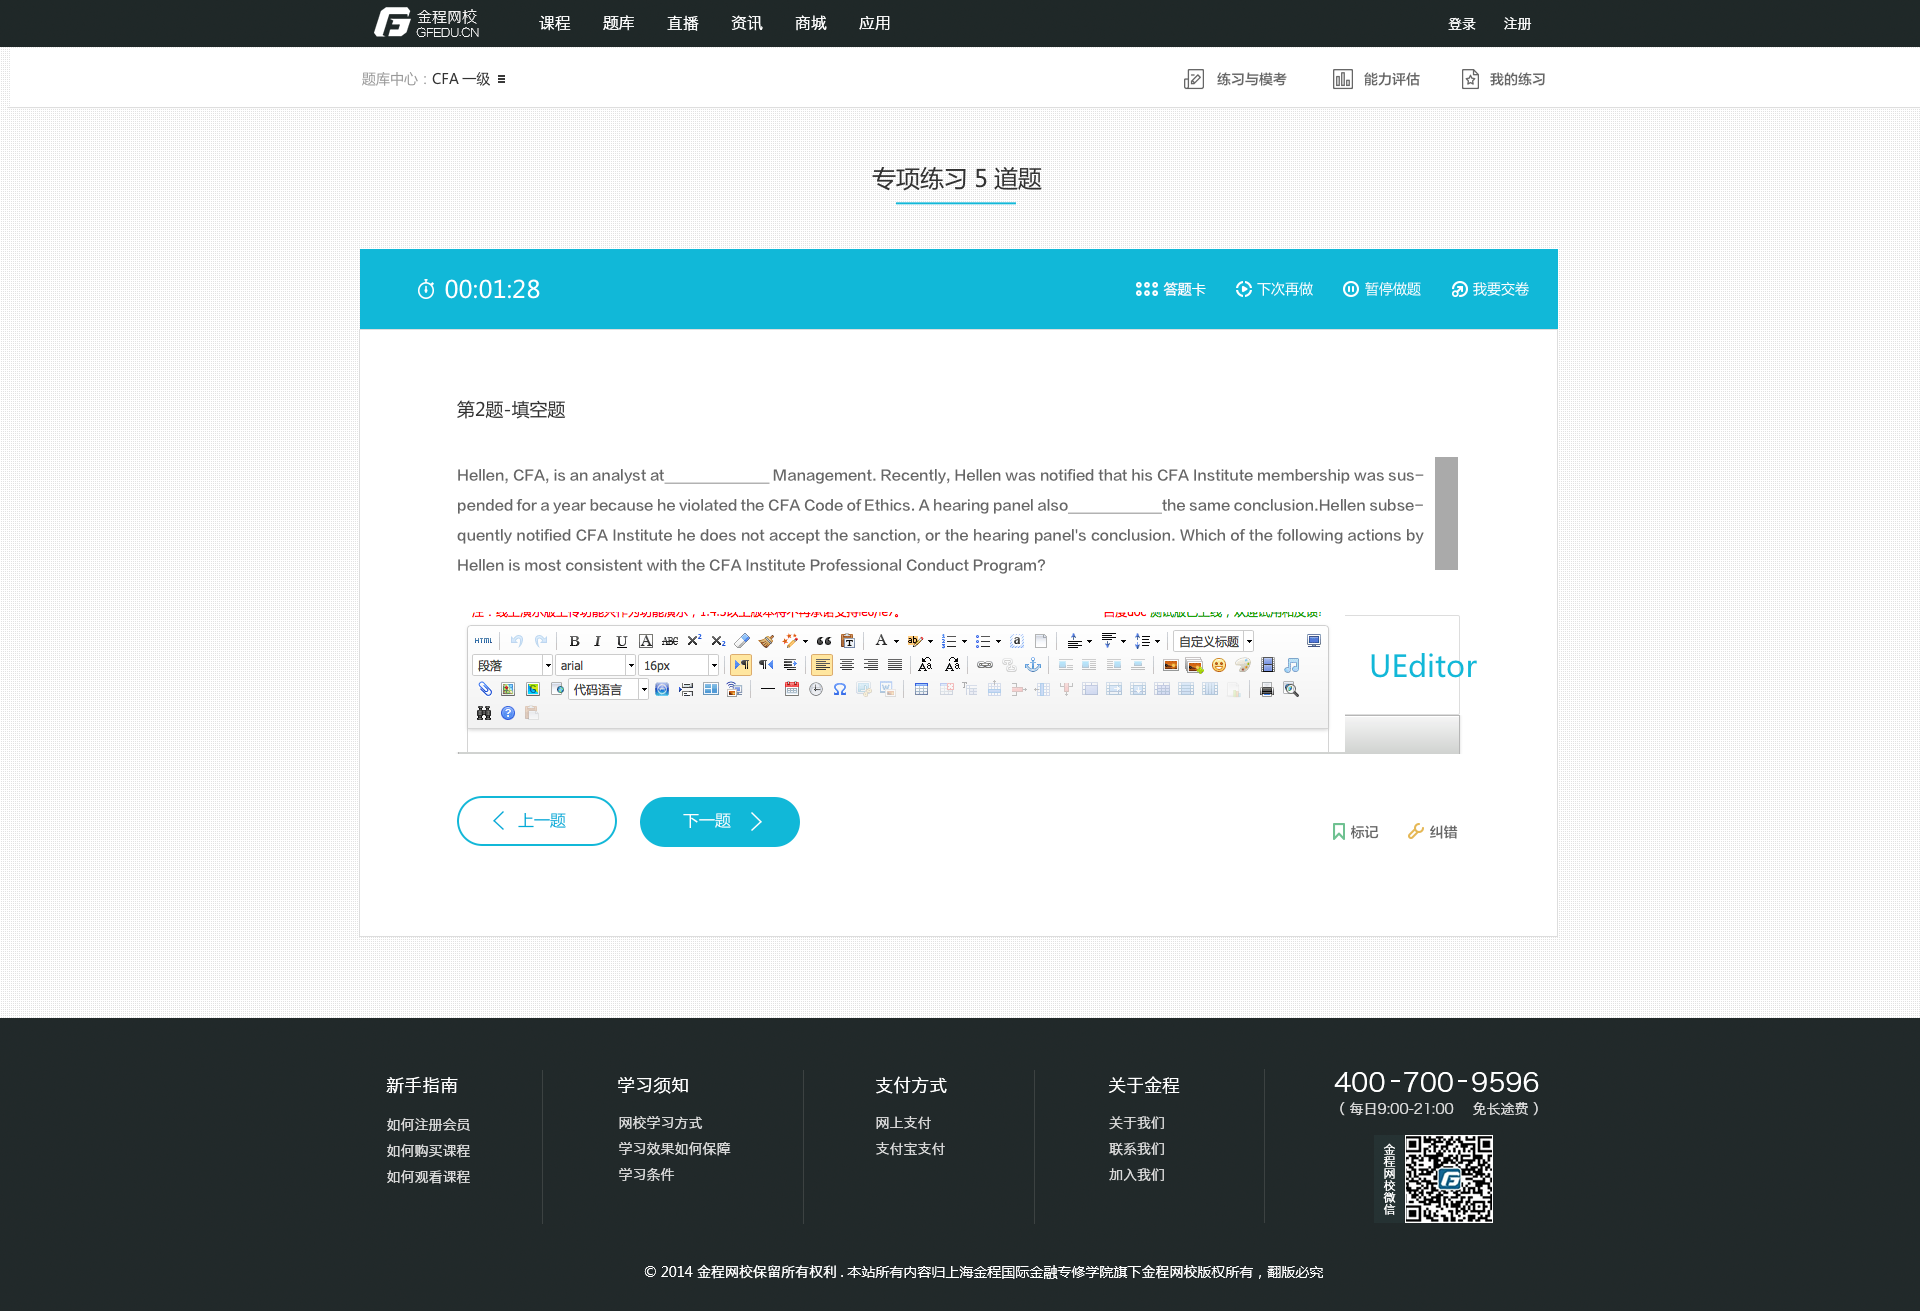 金程网校
GFEDU.CN
课程 题库 直播 资讯 商城 应用
登录 注册
题库中心：CFA 一级
练习与模考 能力评估 我的练习
专项练习 5 道题
00:01:28
答题卡 下次再做 暂停做题 我要交卷
第2题-填空题
Hellen, CFA, is an analyst at____________ Management. Recently, Hellen was notified that his CFA Institute membership was sus-
pended for a year because he violated the CFA Code of Ethics. A hearing panel also___________the same conclusion.Hellen subse-
quently notified CFA Institute he does not accept the sanction, or the hearing panel's conclusion. Which of the following actions by
Hellen is most consistent with the CFA Institute Professional Conduct Program?
HTML
自定义标题
段落 arial 16px
代码语言
UEditor
上一题 下一题
标记 纠错
新手指南
如何注册会员
如何购买课程
如何观看课程
学习须知
网校学习方式
学习效果如何保障
学习条件
支付方式
网上支付
支付宝支付
关于金程
关于我们
联系我们
加入我们
400-700-9596
( 每日9:00-21:00 免长途费 )
金程网校微信
© 2014 金程网校保留所有权利 . 本站所有内容归上海金程国际金融专修学院旗下金程网校版权所有，翻版必究